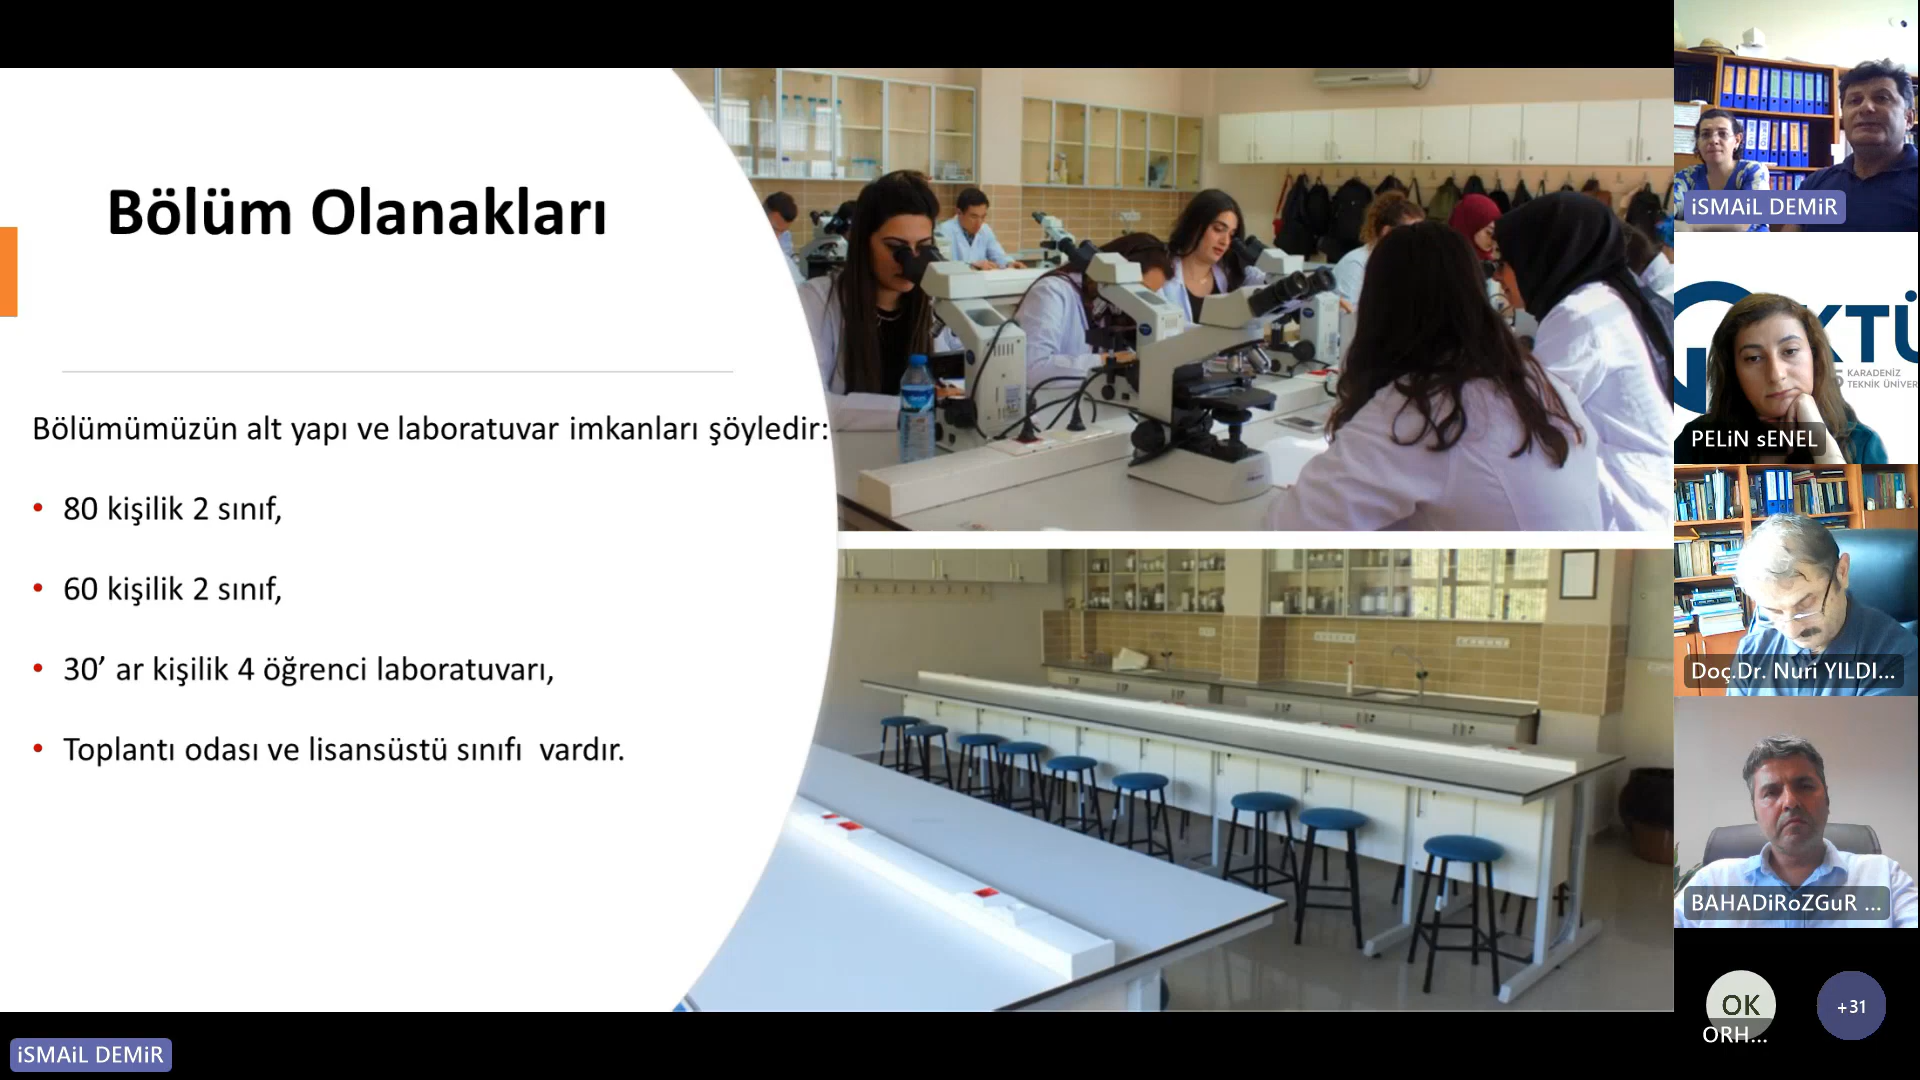 Bölüm Olanakları
Bölümümüzün alt yapı ve laboratuvar imkanları şöyledir:
• 80 kişilik 2 sınıf,
• 60 kişilik 2 sınıf,
• 30’ ar kişilik 4 öğrenci laboratuvarı,
• Toplantı odası ve lisansüstü sınıfı vardır.
iSMAiL DEMiR
iSMAiL DEMiR
KTÜ
KARADENİZ
TEKNİK ÜNİVER
PELiN sENEL
Doç.Dr. Nuri YILDI...
BAHADiRoZGuR ...
OK
ORH...
+31